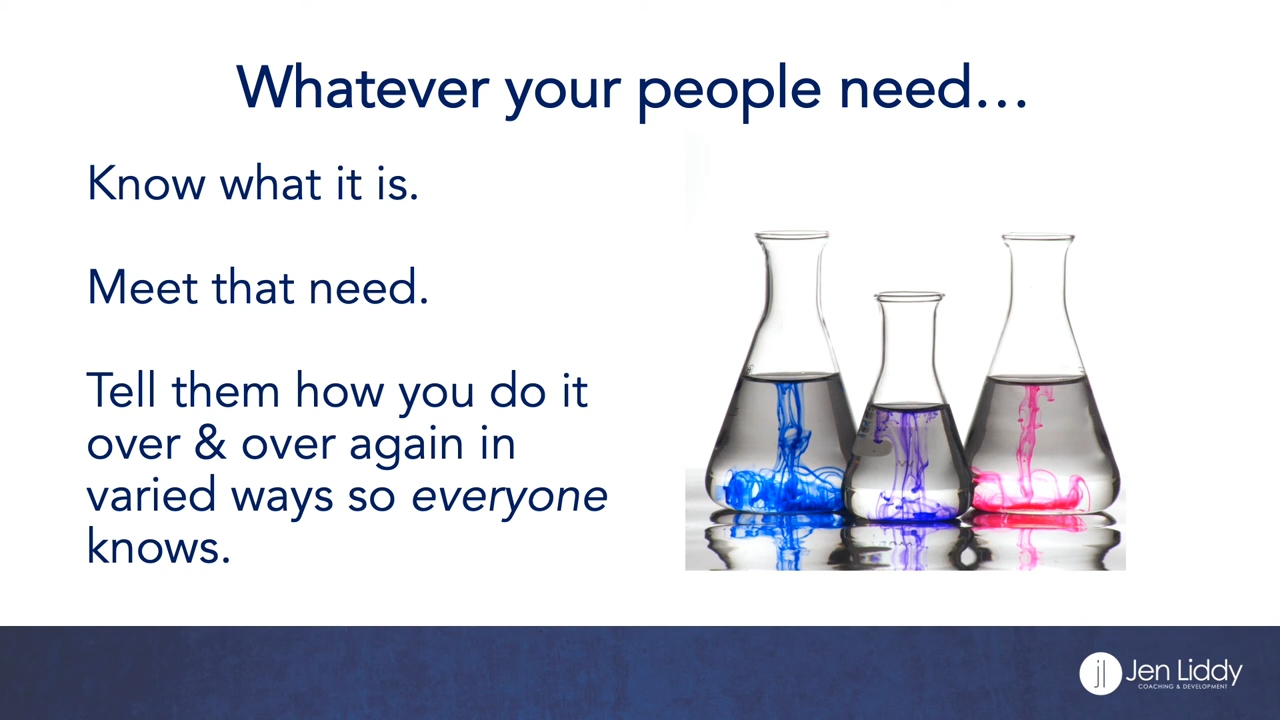 Whatever your people need…
Know what it is.
Meet that need.
Tell them how you do it
over & over again in
varied ways so everyone
knows.
jl
Jen Liddy
COACHING & DEVELOPMENT